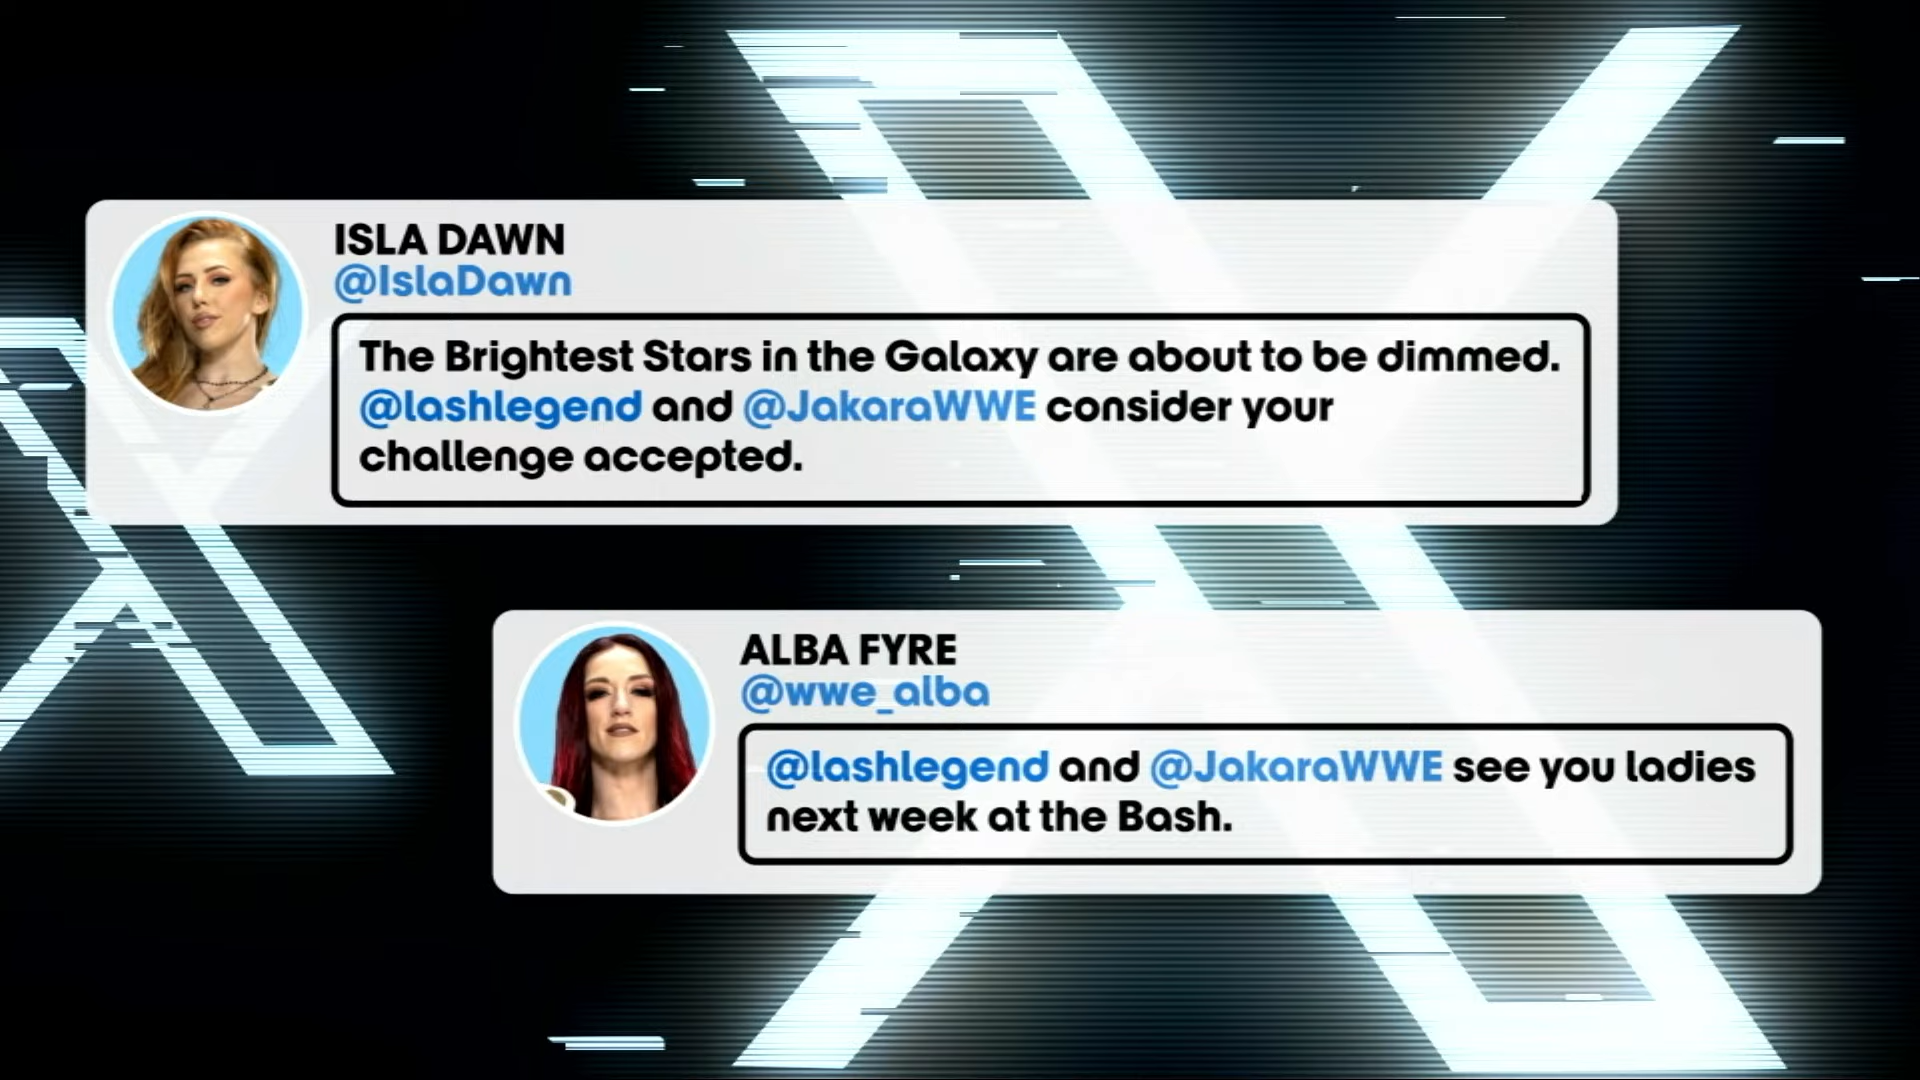 ISLA DAWN
@IslaDawn
The Brightest Stars in the Galaxy are about to be dimmed.
@lashlegend and @JakaraWWE consider your
challenge accepted.
ALBA FYRE
@wwe_alba
@lashlegend and @JakaraWWE see you ladies
next week at the Bash.